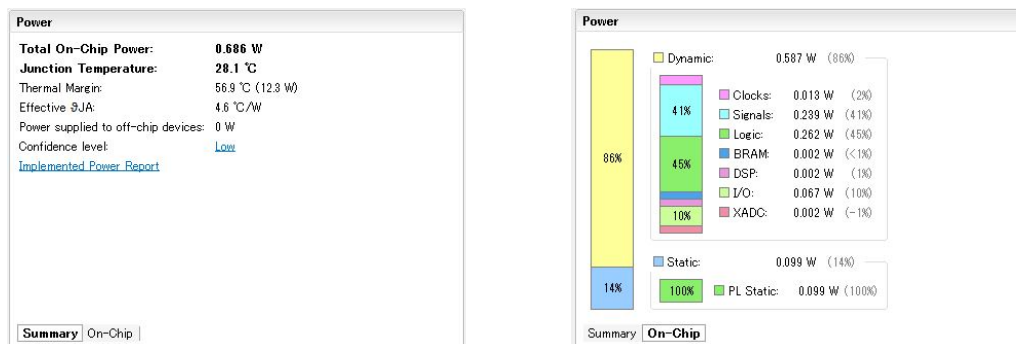 Power
Total On-Chip Power: 0.686 W
Junction Temperature: 28.1 °C
Thermal Margin: 56.9 °C (12.3 W)
Effective ϑJA: 4.6 °C/W
Power supplied to off-chip devices: 0 W
Confidence level: Low
Implemented Power Report
Summary On-Chip
Power
Dynamic: 0.587 W (86%)
Clocks: 0.013 W (2%)
41% Signals: 0.239 W (41%)
Logic: 0.262 W (45%)
86% 45% BRAM: 0.002 W (<1%)
DSP: 0.002 W (1%)
I/O: 0.067 W (10%)
10% XADC: 0.002 W (-1%)
Static: 0.099 W (14%)
14% 100% PL Static: 0.099 W (100%)
Summary On-Chip